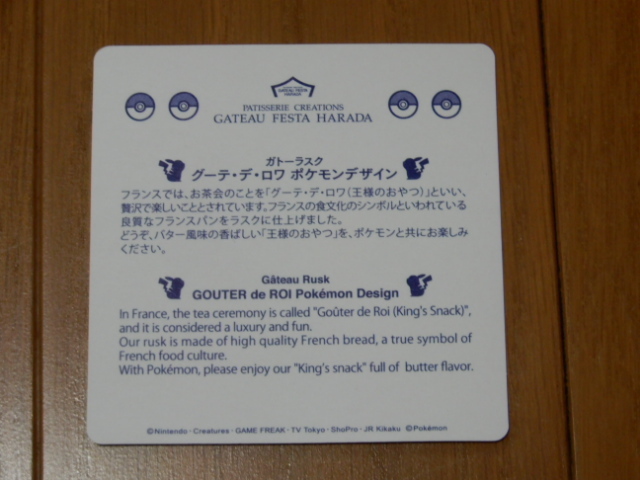 GATEAU FESTA
HARADA
PATISSERIE CREATIONS
GATEAU FESTA HARADA
ガトーラスク
グーテ・デ・ロワ ポケモンデザイン
フランスでは、お茶会のことを「グーテ・デ・ロワ(王様のおやつ)」といい、
贅沢で楽しいこととされています。フランスの食文化のシンボルといわれている
良質なフランスパンをラスクに仕上げました。
どうぞ、バター風味の香ばしい「王様のおやつ」を、ポケモンと共にお楽しみ
ください。
Gâteau Rusk
GOUTER de ROI Pokémon Design
In France, the tea ceremony is called "Goûter de Roi (King's Snack)",
and it is considered a luxury and fun.
Our rusk is made of high quality French bread, a true symbol of
French food culture.
With Pokémon, please enjoy our "King's snack" full of butter flavor.
©Nintendo・Creatures・GAME FREAK・TV Tokyo・ShoPro・JR Kikaku ©Pokémon